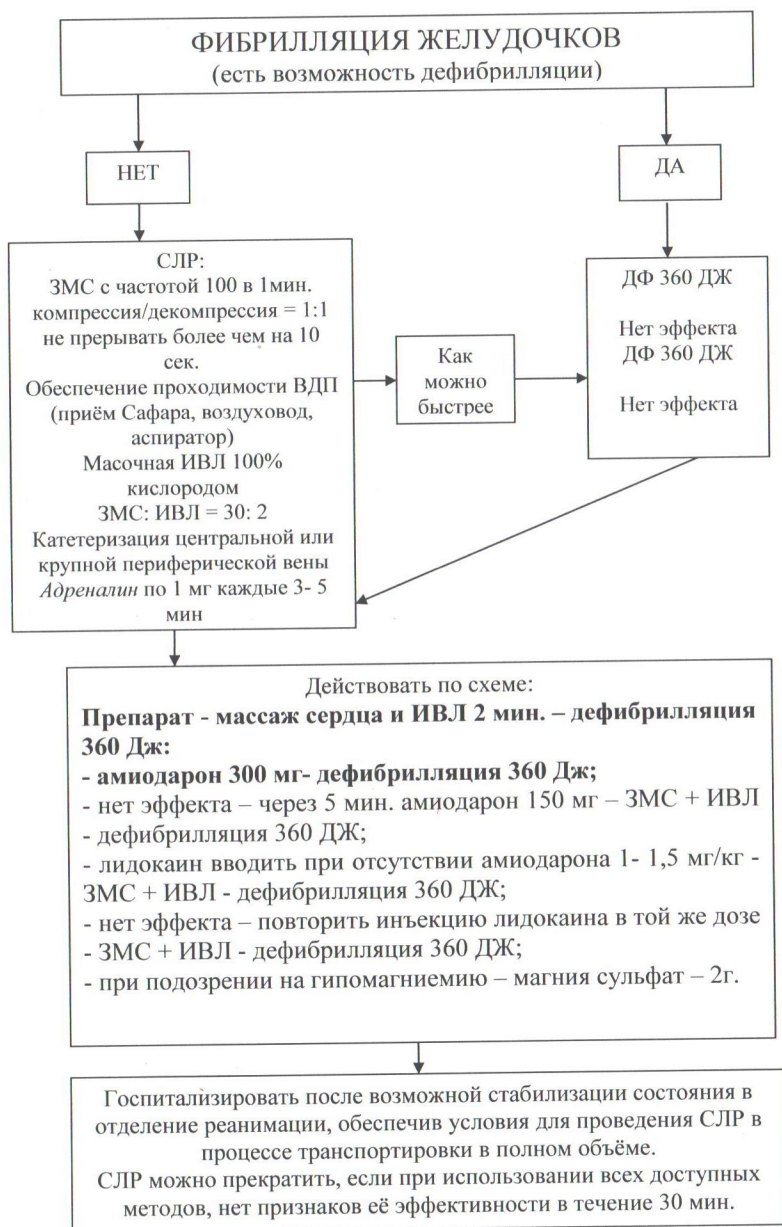 ФИБРИЛЛЯЦИЯ ЖЕЛУДОЧКОВ
(есть возможность дефибрилляции)
НЕТ
ДА
СЛР:
ЗМС с частотой 100 в 1мин.
компрессия/декомпрессия = 1:1
не прерывать более чем на 10
сек.
Обеспечение проходимости ВДП
(приём Сафара, воздуховод,
аспиратор)
Масочная ИВЛ 100%
кислородом
ЗМС: ИВЛ = 30: 2
Катетеризация центральной или
крупной периферической вены
Адреналин по 1 мг каждые 3- 5
мин
Как
можно
быстрее
ДФ 360 ДЖ
Нет эффекта
ДФ 360 ДЖ
Нет эффекта
Действовать по схеме:
Препарат - массаж сердца и ИВЛ 2 мин. – дефибрилляция
360 Дж:
- амиодарон 300 мг- дефибрилляция 360 Дж;
- нет эффекта – через 5 мин. амиодарон 150 мг – ЗМС + ИВЛ
- дефибрилляция 360 ДЖ;
- лидокаин вводить при отсутствии амиодарона 1- 1,5 мг/кг -
ЗМС + ИВЛ - дефибрилляция 360 ДЖ;
- нет эффекта – повторить инъекцию лидокаина в той же дозе
- ЗМС + ИВЛ - дефибрилляция 360 ДЖ;
- при подозрении на гипомагниемию – магния сульфат – 2г.
Госпитализировать после возможной стабилизации состояния в
отделение реанимации, обеспечив условия для проведения СЛР в
процессе транспортировки в полном объёме.
СЛР можно прекратить, если при использовании всех доступных
методов, нет признаков её эффективности в течение 30 мин.